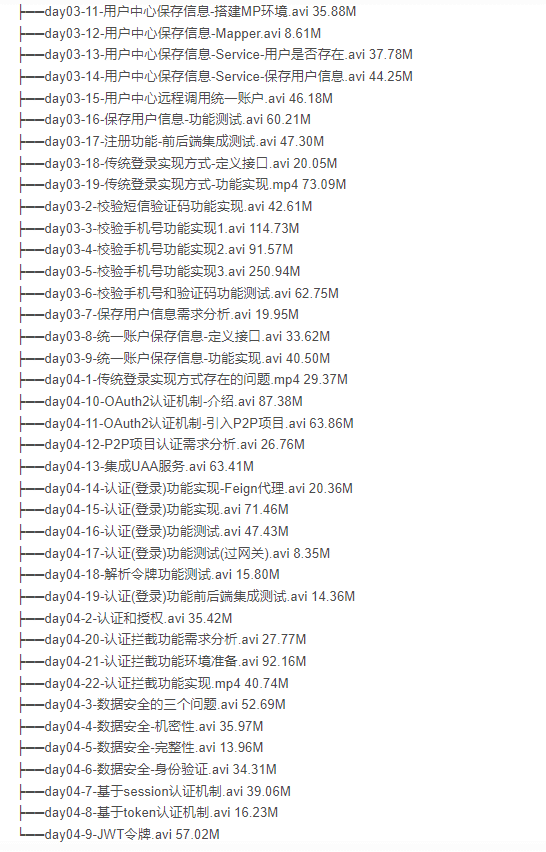 ├──day03-11-用户中心保存信息-搭建MP环境.avi 35.88M
├──day03-12-用户中心保存信息-Mapper.avi 8.61M
├──day03-13-用户中心保存信息-Service-用户是否存在.avi 37.78M
├──day03-14-用户中心保存信息-Service-保存用户信息.avi 44.25M
├──day03-15-用户中心远程调用统一账户.avi 46.18M
├──day03-16-保存用户信息-功能测试.avi 60.21M
├──day03-17-注册功能-前后端集成测试.avi 47.30M
├──day03-18-传统登录实现方式-定义接口.avi 20.05M
├──day03-19-传统登录实现方式-功能实现.mp4 73.09M
├──day03-2-校验短信验证码功能实现.avi 42.61M
├──day03-3-校验手机号功能实现1.avi 114.73M
├──day03-4-校验手机号功能实现2.avi 91.57M
├──day03-5-校验手机号功能实现3.avi 250.94M
├──day03-6-校验手机号和验证码功能测试.avi 62.75M
├──day03-7-保存用户信息需求分析.avi 19.95M
├──day03-8-统一账户保存信息-定义接口.avi 33.62M
├──day03-9-统一账户保存信息-功能实现.avi 40.50M
├──day04-1-传统登录实现方式存在的问题.mp4 29.37M
├──day04-10-OAuth2认证机制-介绍.avi 87.38M
├──day04-11-OAuth2认证机制-引入P2P项目.avi 63.86M
├──day04-12-P2P项目认证需求分析.avi 26.76M
├──day04-13-集成UAA服务.avi 63.41M
├──day04-14-认证(登录)功能实现-Feign代理.avi 20.36M
├──day04-15-认证(登录)功能实现.avi 71.46M
├──day04-16-认证(登录)功能测试.avi 47.43M
├──day04-17-认证(登录)功能测试(过网关).avi 8.35M
├──day04-18-解析令牌功能测试.avi 15.80M
├──day04-19-认证(登录)功能前后端集成测试.avi 14.36M
├──day04-2-认证和授权.avi 35.42M
├──day04-20-认证拦截功能需求分析.avi 27.77M
├──day04-21-认证拦截功能环境准备.avi 92.16M
├──day04-22-认证拦截功能实现.mp4 40.74M
├──day04-3-数据安全的三个问题.avi 52.69M
├──day04-4-数据安全-机密性.avi 35.97M
├──day04-5-数据安全-完整性.avi 13.96M
├──day04-6-数据安全-身份验证.avi 34.31M
├──day04-7-基于session认证机制.avi 39.06M
├──day04-8-基于token认证机制.avi 16.23M
└──day04-9-JWT令牌.avi 57.02M